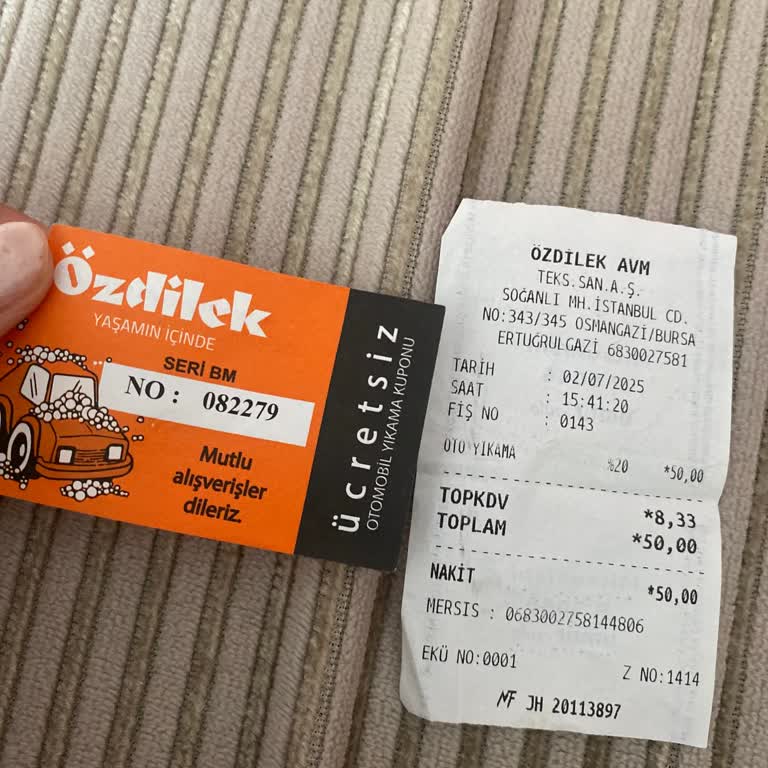 Özdilek
YAŞAMIN İÇİNDE
SERİ BM
NO : 082279
Mutlu
alışverişler
dileriz.
ücretsiz
OTOMOBİL YIKAMA KUPONU
ÖZDİLEK AVM
TEKS.SAN.A.Ş.
SOĞANLI MH.İSTANBUL CD.
NO:343/345 OSMANGAZİ/BURSA
ERTUĞRULGAZİ 6830027581
TARİH : 02/07/2025
SAAT : 15:41:20
FİŞ NO : 0143
OTO YIKAMA %20 *50,00
TOPKDV *8,33
TOPLAM *50,00
NAKİT *50,00
MERSIS : 0683002758144806
EKÜ NO:0001 Z NO:1414
MF JH 20113897